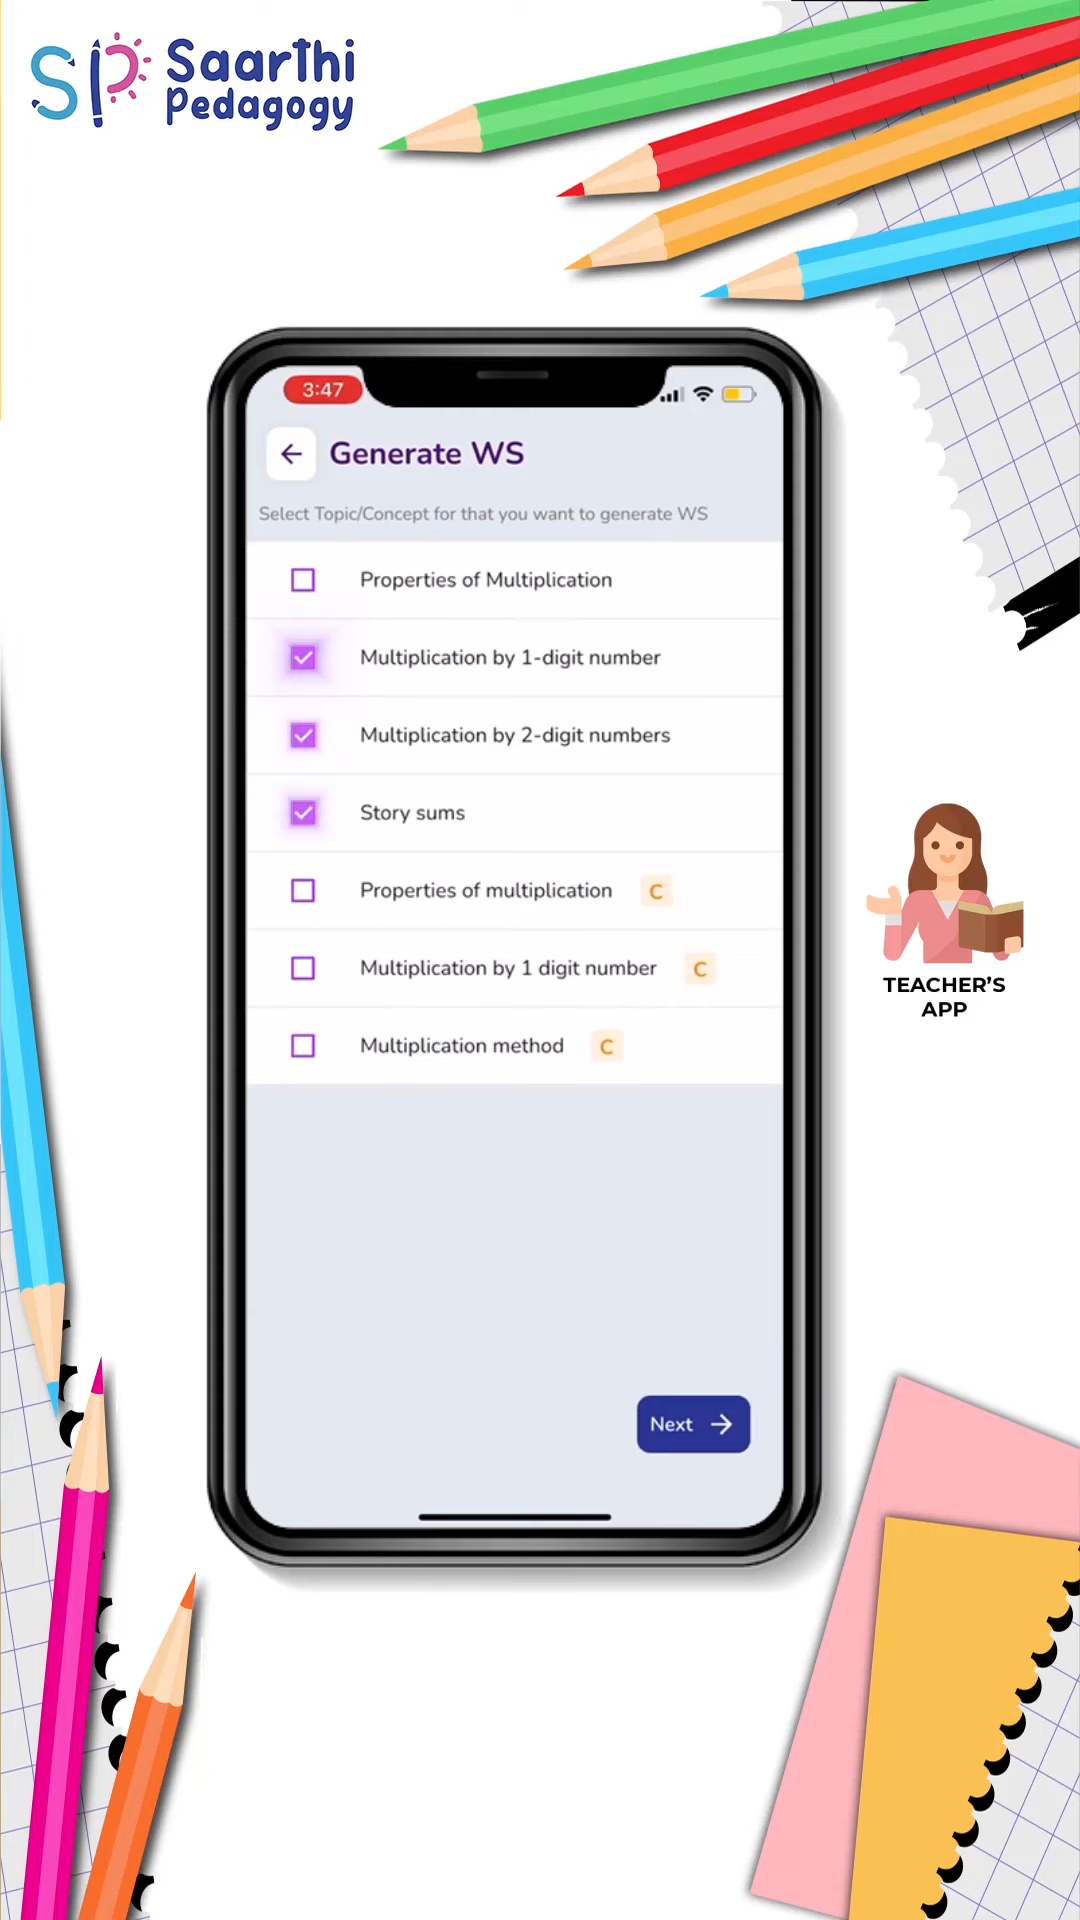 SP
Saarthi
Pedagogy
3:47
Generate WS
Select Topic/Concept for that you want to generate WS
Properties of Multiplication
Multiplication by 1-digit number
Multiplication by 2-digit numbers
Story sums
Properties of multiplication C
Multiplication by 1 digit number C
Multiplication method C
TEACHER'S
APP
Next